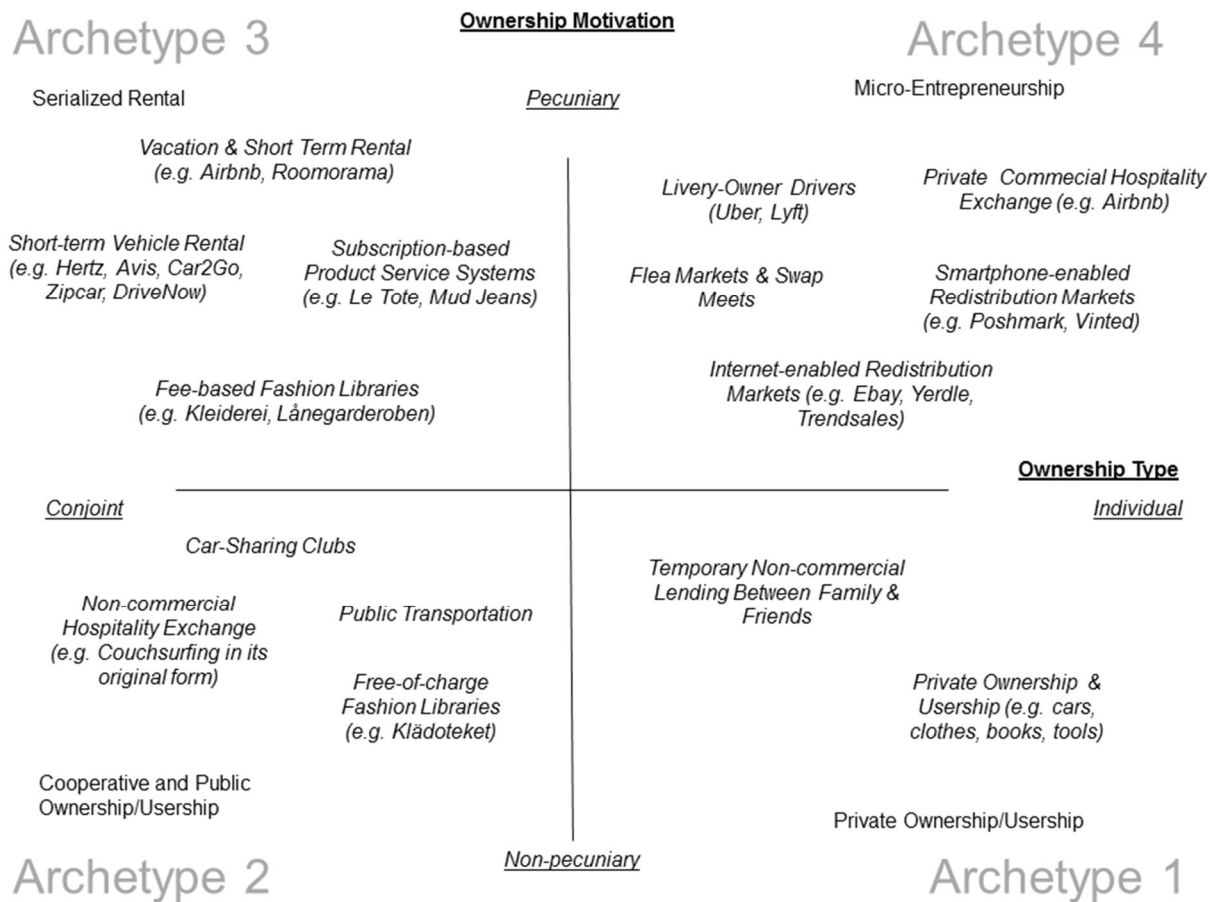 Archetype 3
Ownership Motivation
Archetype 4
Serialized Rental
Pecuniary
Micro-Entrepreneurship
Vacation & Short Term Rental
(e.g. Airbnb, Roomorama)
Livery-Owner Drivers
(Uber, Lyft)
Private Commecial Hospitality
Exchange (e.g. Airbnb)
Short-term Vehicle Rental
(e.g. Hertz, Avis, Car2Go,
Zipcar, DriveNow)
Subscription-based
Product Service Systems
(e.g. Le Tote, Mud Jeans)
Flea Markets & Swap
Meets
Smartphone-enabled
Redistribution Markets
(e.g. Poshmark, Vinted)
Fee-based Fashion Libraries
(e.g. Kleiderei, Lånegarderoben)
Internet-enabled Redistribution
Markets (e.g. Ebay, Yerdle,
Trendsales)
Ownership Type
Conjoint
Individual
Car-Sharing Clubs
Temporary Non-commercial
Lending Between Family &
Friends
Non-commercial
Hospitality Exchange
(e.g. Couchsurfing in its
original form)
Public Transportation
Free-of-charge
Fashion Libraries
(e.g. Klädoteket)
Private Ownership &
Usership (e.g. cars,
clothes, books, tools)
Cooperative and Public
Ownership/Usership
Private Ownership/Usership
Archetype 2
Non-pecuniary
Archetype 1